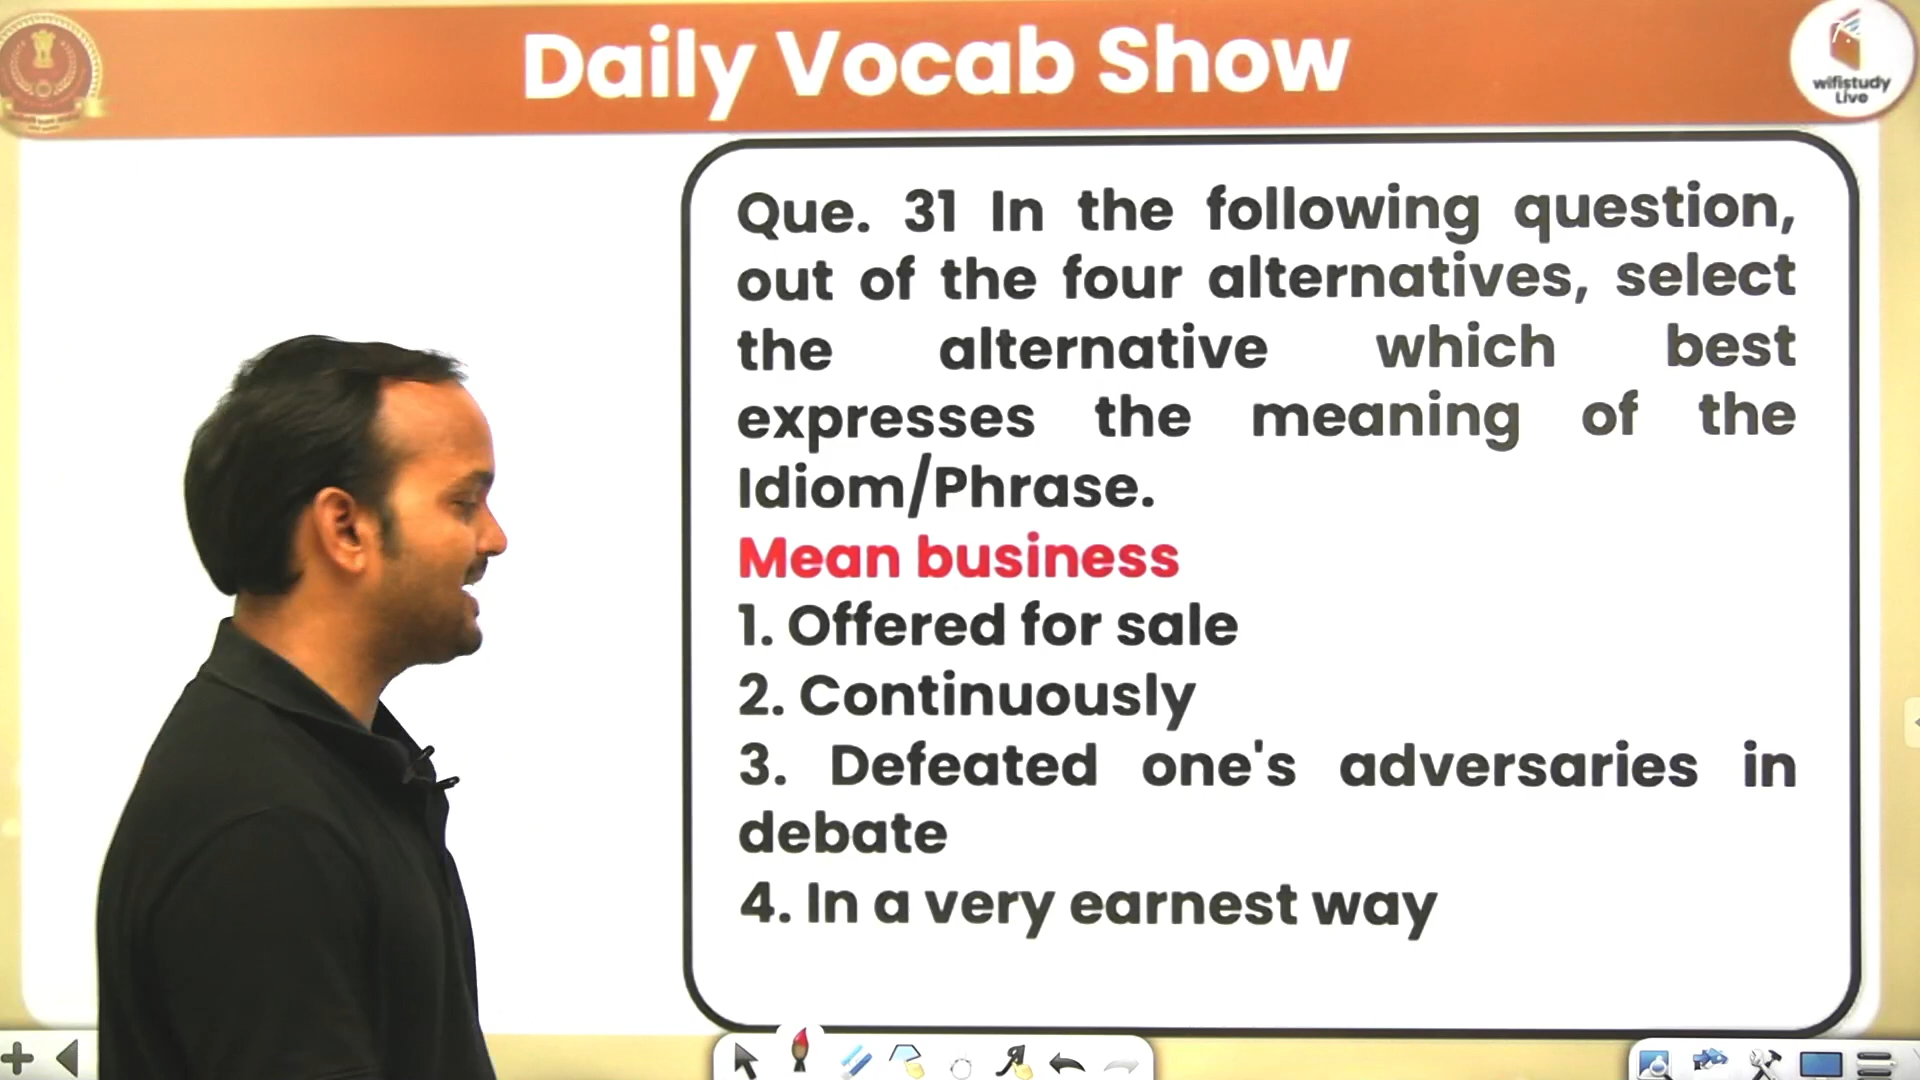 Daily Vocab Show
wifistudy
Live
Que. 31 In the following question,
out of the four alternatives, select
the alternative which best
expresses the meaning of the
Idiom/Phrase.
Mean business
1. Offered for sale
2. Continuously
3. Defeated one's adversaries in
debate
4. In a very earnest way